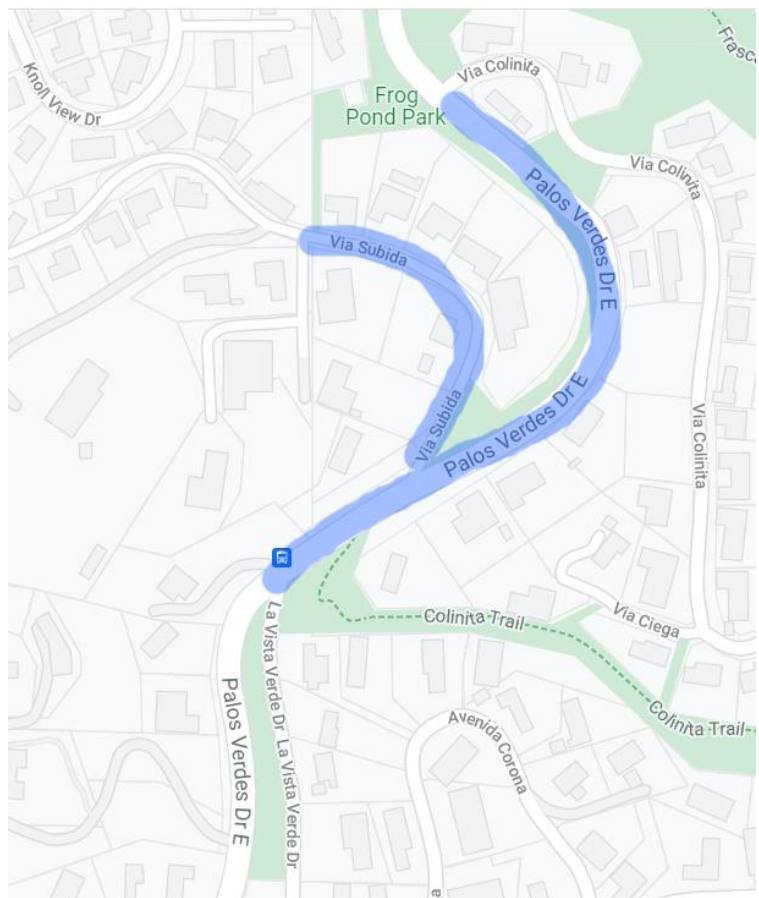 Frasca
Via Colinita
Knoll View Dr
Frog
Pond Park
Via Colinita
Palos Verdes Dr E
Via Subida
Palos Verdes Dr E
Via Subida
Via Colinita
La Vista Verde Dr
La Vista Verde Dr
Colinita Trail
Via Ciega
Palos Verdes Dr E
Avenida Corona
Colinita Trail
a